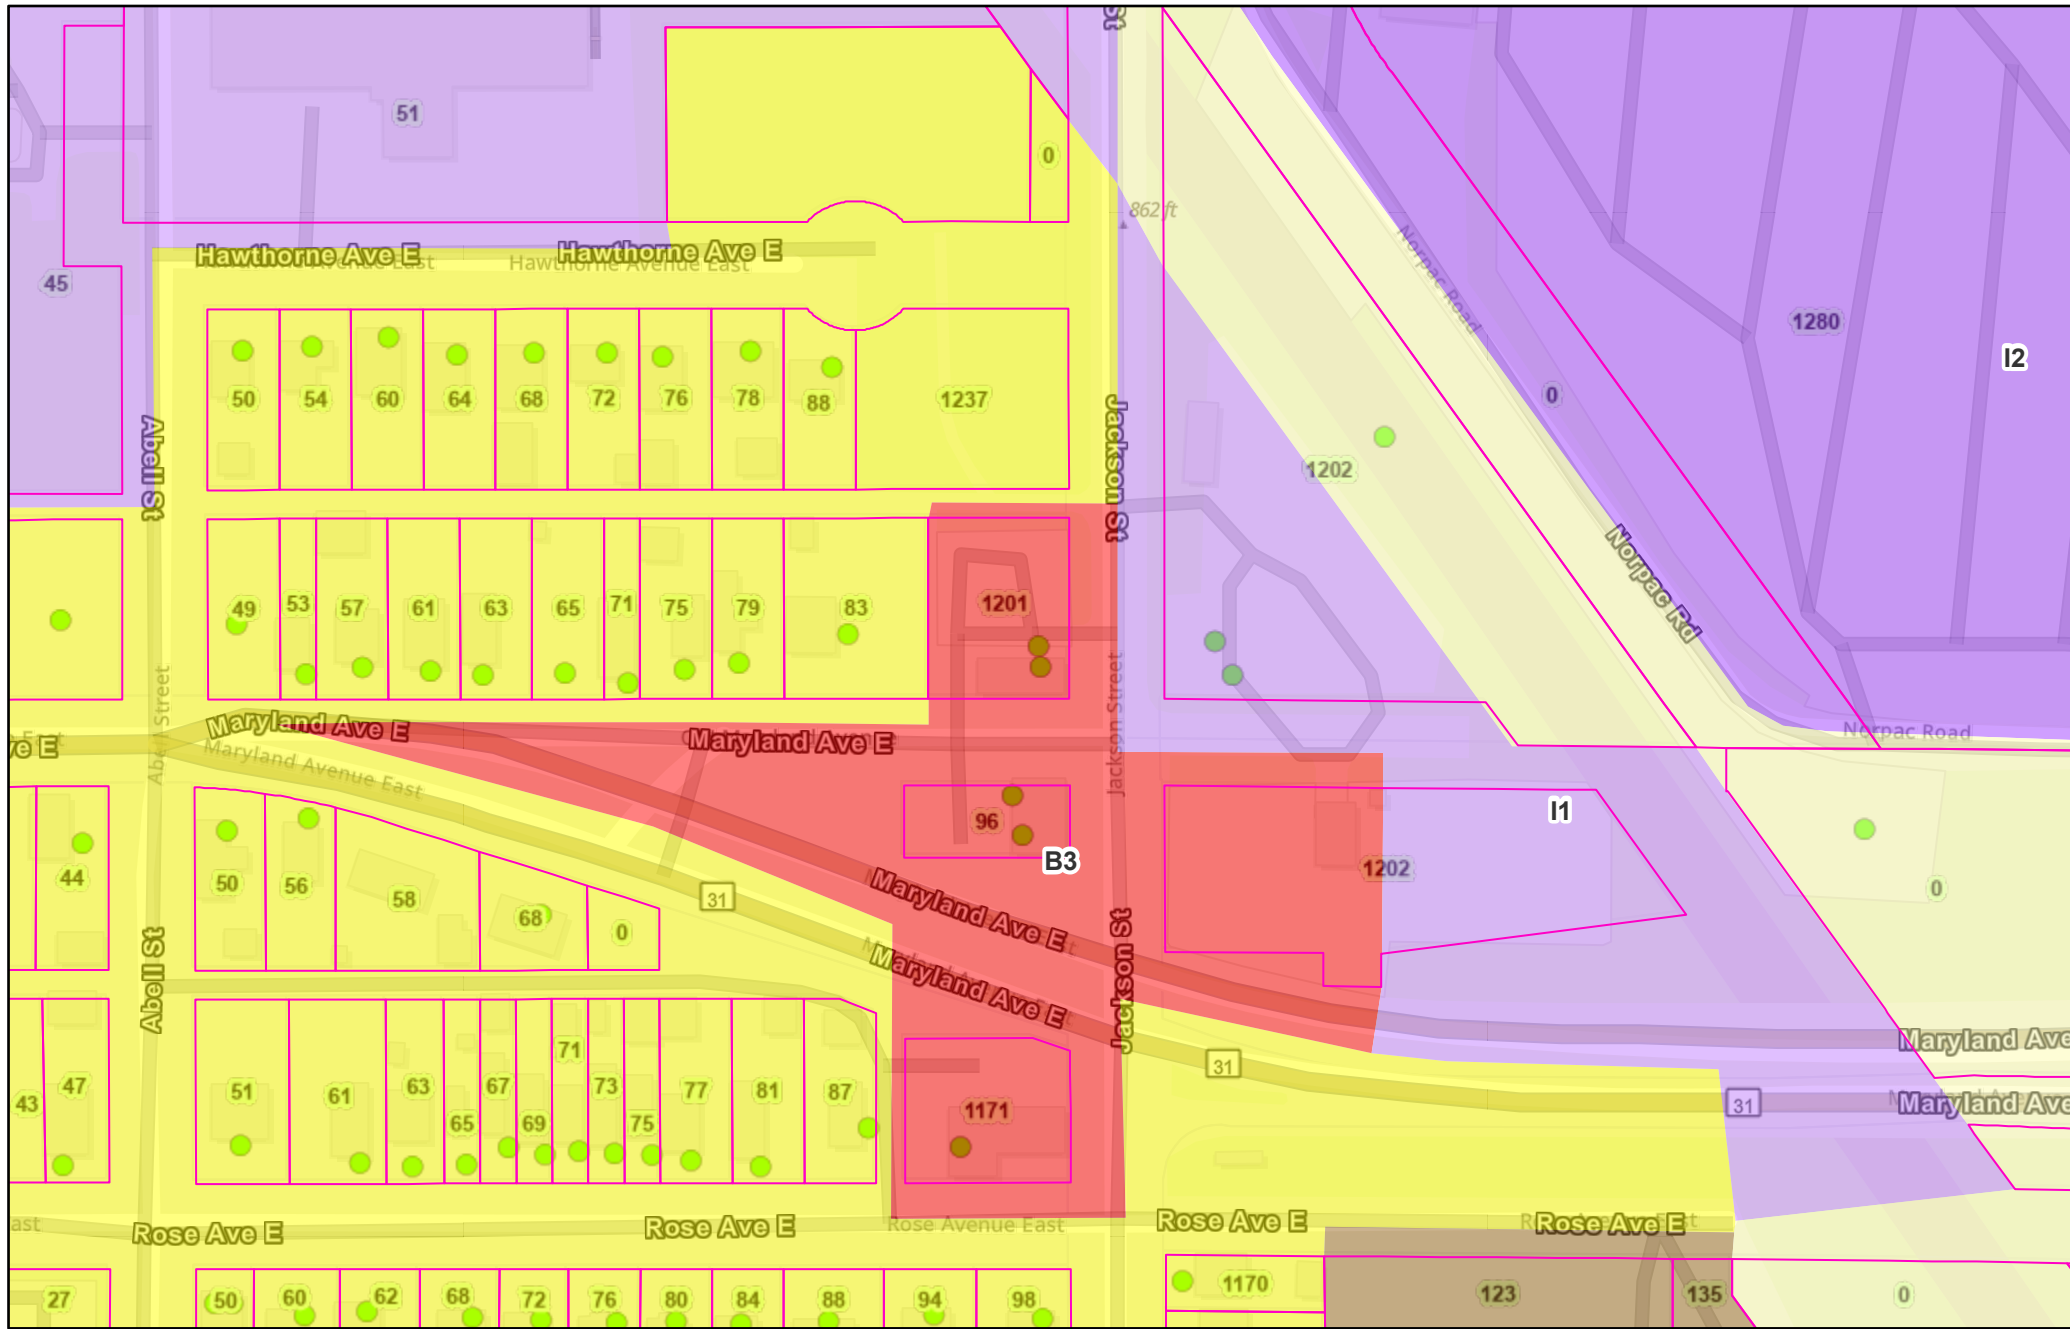 St
51
0
862 ft
Hawthorne Ave E
Hawthorne Ave E
Hawthorne Avenue East
Hawthorne Avenue East
45
Norpac Road
1280
I2
0
50
54
60
64
68
72
76
78
88
1237
Abell St
Jackson St
1202
Norpac Rd
49
53
57
61
63
65
71
75
79
83
1201
Abell Street
Jackson Street
Maryland Ave E
Maryland Ave E
ve E
Maryland Avenue East
Norpac Road
96
B3
I1
1202
44
50
56
58
68
0
31
0
Maryland Ave E
Maryland Ave E
Abell St
Jackson St
Maryland Ave
43
47
51
61
63
65
67
69
71
73
75
77
81
87
1171
31
31
Maryland Ave
ast
Rose Ave E
Rose Ave E
Rose Avenue East
Rose Ave E
Rose Ave E
27
50
60
62
68
72
76
80
84
88
94
98
1170
123
135
0